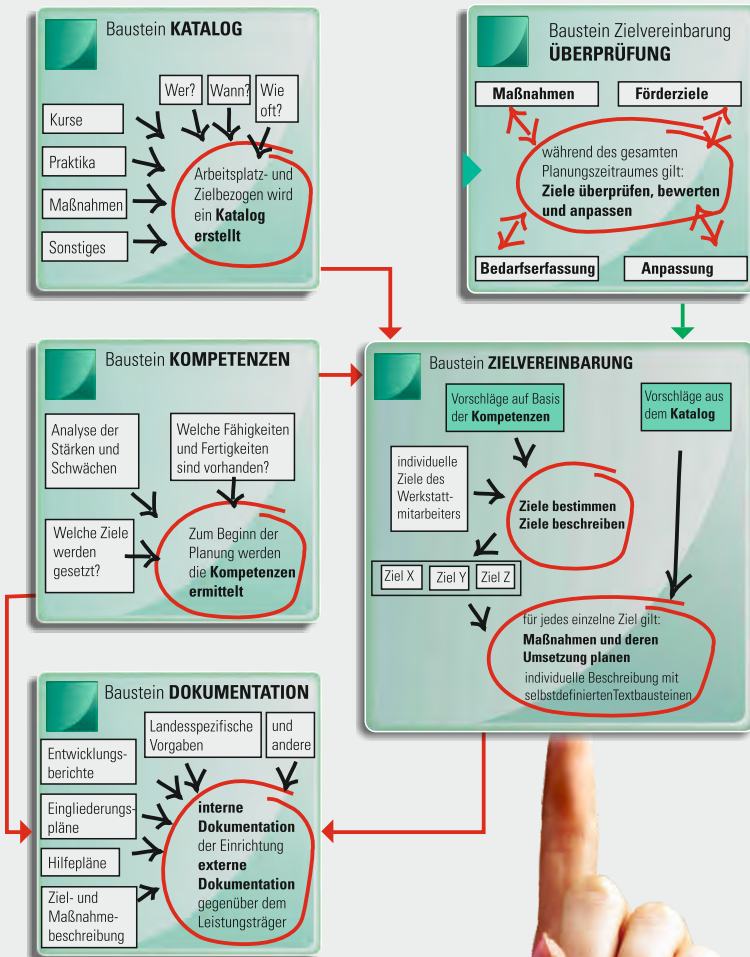 Baustein KATALOG
Wer?
Wann?
Wie
oft?
Kurse
Praktika
Maßnahmen
Sonstiges
Arbeitsplatz- und
Zielbezogen wird
ein Katalog
erstellt
Baustein Zielvereinbarung
ÜBERPRÜFUNG
Maßnahmen
Förderziele
während des gesamten
Planungszeitraumes gilt:
Ziele überprüfen, bewerten
und anpassen
Bedarfserfassung
Anpassung
Baustein KOMPETENZEN
Analyse der
Stärken und
Schwächen
Welche Fähigkeiten
und Fertigkeiten
sind vorhanden?
Welche Ziele
werden
gesetzt?
Zum Beginn der
Planung werden
die Kompetenzen
ermittelt
Baustein ZIELVEREINBARUNG
Vorschläge auf Basis
der Kompetenzen
Vorschläge aus
dem Katalog
individuelle
Ziele des
Werkstatt-
mitarbeiters
Ziele bestimmen
Ziele beschreiben
Ziel X
Ziel Y
Ziel Z
für jedes einzelne Ziel gilt:
Maßnahmen und deren
Umsetzung planen
individuelle Beschreibung mit
selbstdefinierten Textbausteinen
Baustein DOKUMENTATION
Landesspezifische
Vorgaben
und
andere
Entwicklungs-
berichte
Eingliederungs-
pläne
Hilfepläne
Ziel- und
Maßnahme-
beschreibung
interne
Dokumentation
der Einrichtung
externe
Dokumentation
gegenüber dem
Leistungsträger